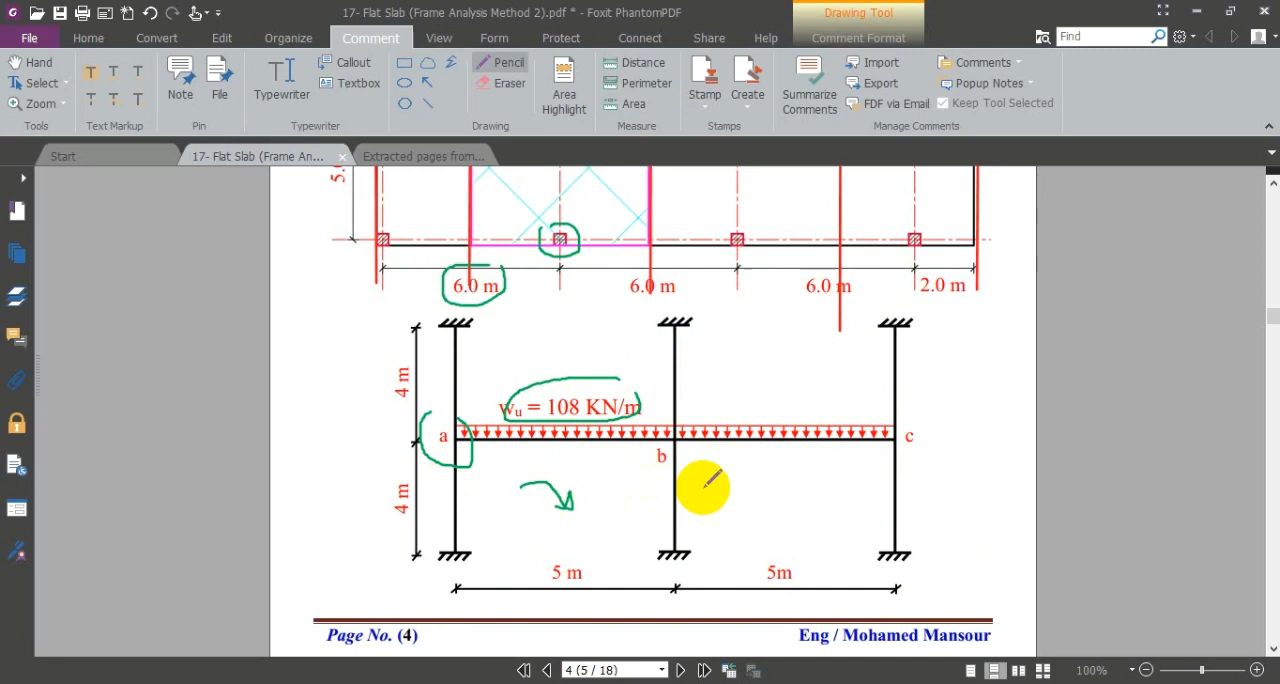 17- Flat Slab (Frame Analysis Method 2).pdf * - Foxit PhantomPDF
Drawing Tool
File Home Convert Edit Organize Comment View Form Protect Connect Share Help Comment Format
Find
Hand
Select
Zoom
Tools
Text Markup
Note
File
Pin
Typewriter
Callout
Textbox
Typewriter
Pencil
Eraser
Drawing
Area
Highlight
Distance
Perimeter
Area
Measure
Stamp
Create
Stamps
Summarize
Comments
Import
Export
FDF via Email
Comments
Popup Notes
Keep Tool Selected
Manage Comments
Start
17- Flat Slab (Frame An...
Extracted pages from...
6.0 m 6.0 m 6.0 m 2.0 m
4 m
wu = 108 KN/m
a
b
c
4 m
5 m 5m
Page No. (4) Eng / Mohamed Mansour
4 (5 / 18)
100%